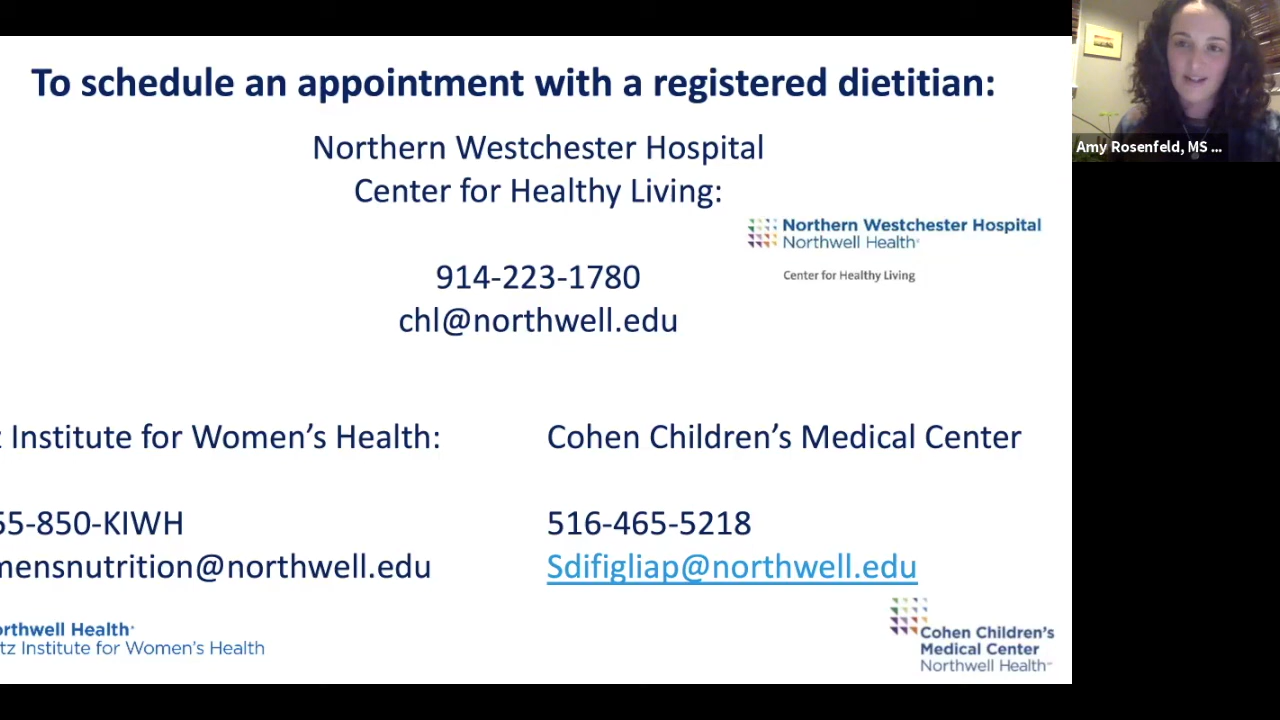 To schedule an appointment with a registered dietitian:
Northern Westchester Hospital
Center for Healthy Living:
Northern Westchester Hospital
Northwell Health
Center for Healthy Living
914-223-1780
chl@northwell.edu
z Institute for Women's Health:
55-850-KIWH
mensnutrition@northwell.edu
Cohen Children's Medical Center
516-465-5218
Sdifigliap@northwell.edu
orthwell Health
tz Institute for Women's Health
Cohen Children's
Medical Center
Northwell Health
Amy Rosenfeld, MS ...